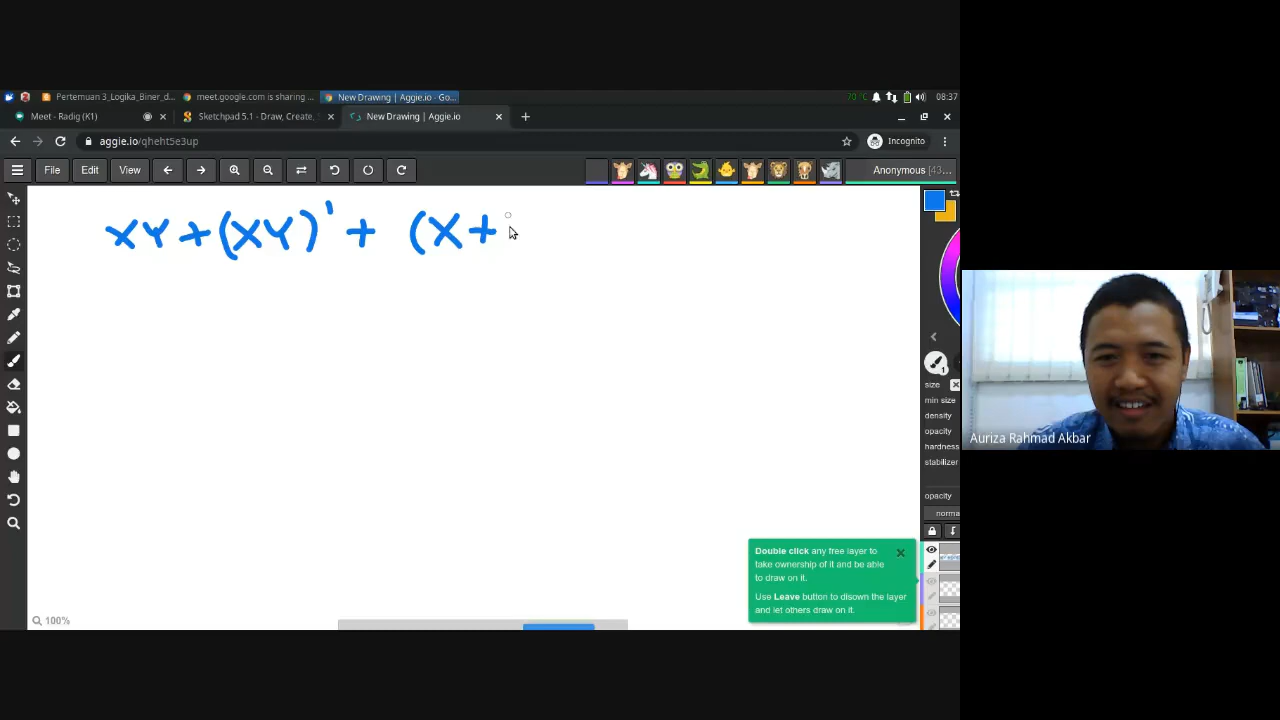 Pertemuan 3_Logika_Biner_d...
meet.google.com is sharing ...
New Drawing | Aggie.io - Go...
70°C
08:37
Meet - Radig (K1)
Sketchpad 5.1 - Draw, Create,
New Drawing | Aggie.io
aggie.io/qheht5e3up
Incognito
File
Edit
View
Anonymous [43...
XY + (XY)' + (X +
1
size
min size
density
opacity
hardness
stabilizer
opacity
norma
Auriza Rahmad Akbar
Double click any free layer to
take ownership of it and be able
to draw on it.
Use Leave button to disown the layer
and let others draw on it.
100%